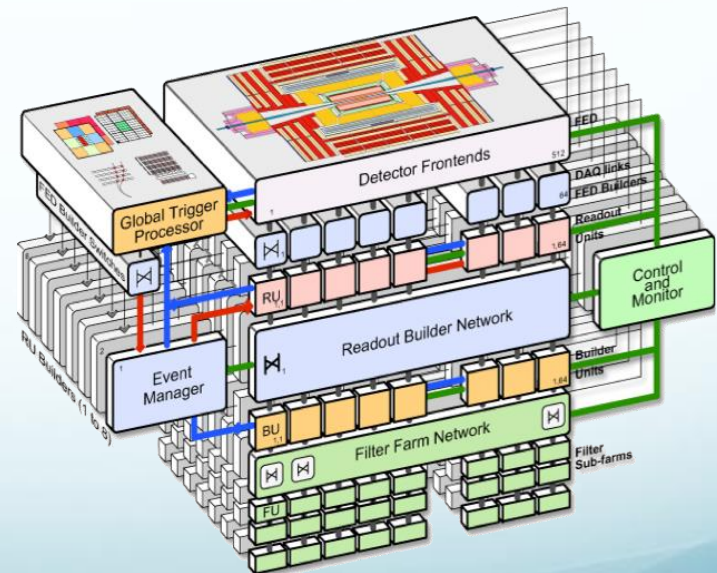 Detector Frontends
1
512
FED
DAQ links
64
FED Builders
Global Trigger
Processor
FED Builder Switches
1
Readout
Units
RU
1,1
1,64
Control
and
Monitor
Readout Builder Network
1
1
Event
Manager
2
RU Builders (1 to 8)
Builder
Units
BU
1,1
1,64
Filter Farm Network
Filter
Sub-farms
FU